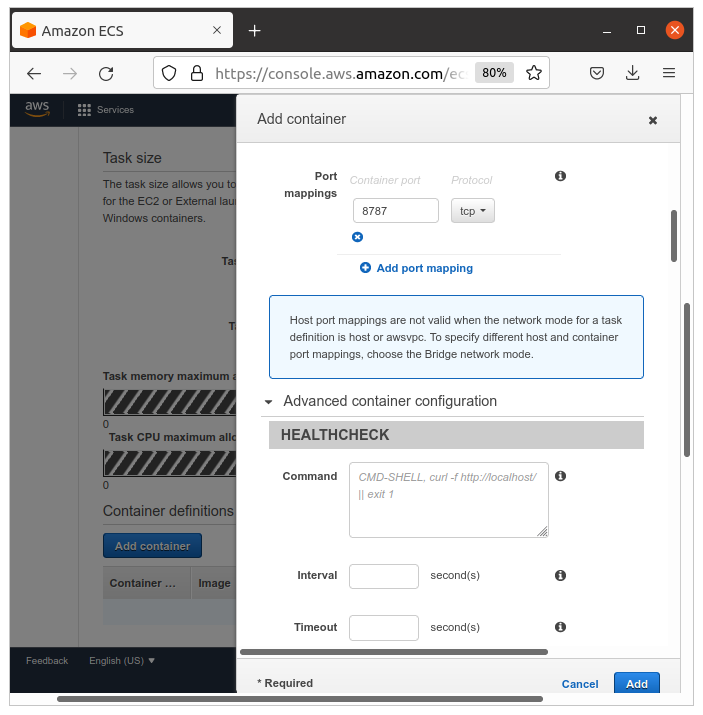 Amazon ECS
https://console.aws.amazon.com/ec
80%
aws
Services
Task size
The task size allows you to
for the EC2 or External lau
Windows containers.
Ta
Ta
Task memory maximum a
0
Task CPU maximum allo
0
Container definitions
Add container
Container ...
Image
Feedback
English (US)
Add container
Port
mappings
Container port
Protocol
8787
tcp
Add port mapping
Host port mappings are not valid when the network mode for a task
definition is host or awsvpc. To specify different host and container
port mappings, choose the Bridge network mode.
Advanced container configuration
HEALTHCHECK
Command
CMD-SHELL, curl -f http://localhost/
|| exit 1
Interval
second(s)
Timeout
second(s)
* Required
Cancel
Add